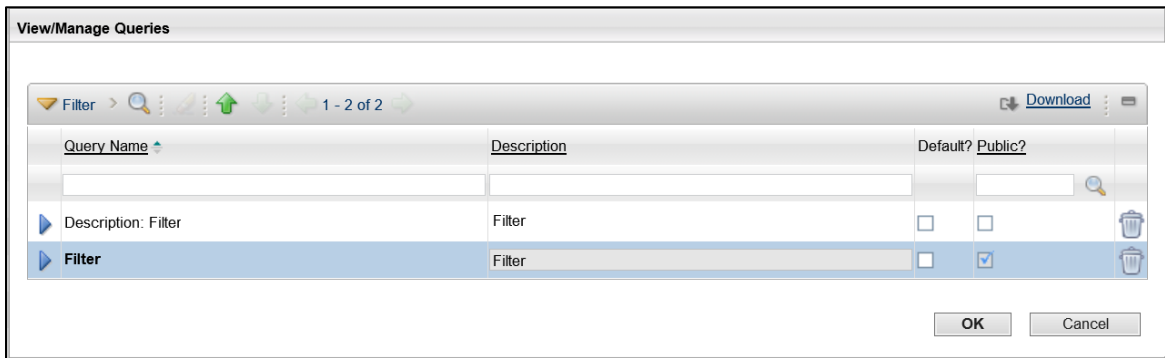 View/Manage Queries
Filter 1 - 2 of 2 Download
Query Name Description Default? Public?
Description: Filter Filter
Filter Filter
OK Cancel